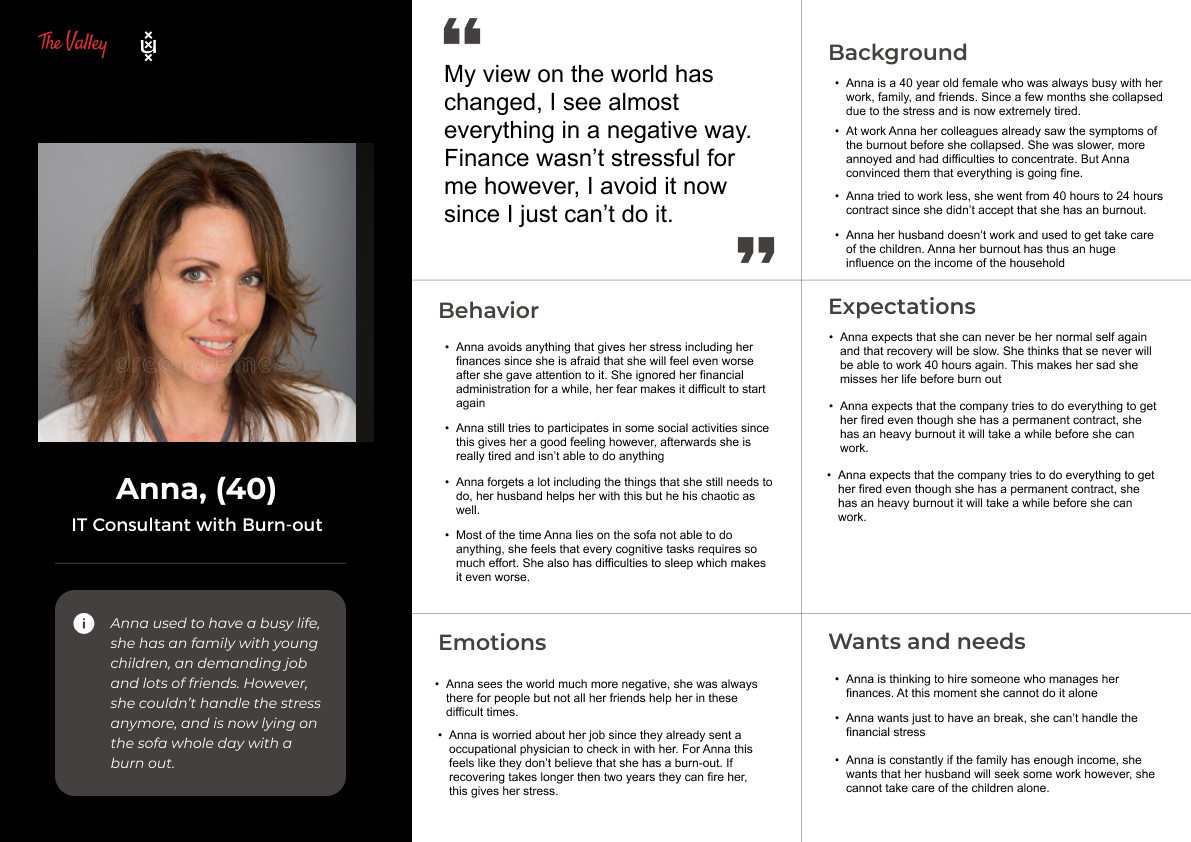 The Valley
dreamstime
Anna, (40)
IT Consultant with Burn-out
Anna used to have a busy life,
she has an family with young
children, an demanding job
and lots of friends. However,
she couldn't handle the stress
anymore, and is now lying on
the sofa whole day with a
burn out.
“
My view on the world has
changed, I see almost
everything in a negative way.
Finance wasn't stressful for
me however, I avoid it now
since I just can't do it.
”
Background
• Anna is a 40 year old female who was always busy with her
work, family, and friends. Since a few months she collapsed
due to the stress and is now extremely tired.
• At work Anna her colleagues already saw the symptoms of
the burnout before she collapsed. She was slower, more
annoyed and had difficulties to concentrate. But Anna
convinced them that everything is going fine.
• Anna tried to work less, she went from 40 hours to 24 hours
contract since she didn't accept that she has an burnout.
• Anna her husband doesn't work and used to get take care
of the children. Anna her burnout has thus an huge
influence on the income of the household
Behavior
• Anna avoids anything that gives her stress including her
finances since she is afraid that she will feel even worse
after she gave attention to it. She ignored her financial
administration for a while, her fear makes it difficult to start
again
• Anna still tries to participates in some social activities since
this gives her a good feeling however, afterwards she is
really tired and isn't able to do anything
• Anna forgets a lot including the things that she still needs to
do, her husband helps her with this but he his chaotic as
well.
• Most of the time Anna lies on the sofa not able to do
anything, she feels that every cognitive tasks requires so
much effort. She also has difficulties to sleep which makes
it even worse.
Expectations
• Anna expects that she can never be her normal self again
and that recovery will be slow. She thinks that se never will
be able to work 40 hours again. This makes her sad she
misses her life before burn out
• Anna expects that the company tries to do everything to get
her fired even though she has a permanent contract, she
has an heavy burnout it will take a while before she can
work.
• Anna expects that the company tries to do everything to get
her fired even though she has a permanent contract, she
has an heavy burnout it will take a while before she can
work.
Emotions
• Anna sees the world much more negative, she was always
there for people but not all her friends help her in these
difficult times.
• Anna is worried about her job since they already sent a
occupational physician to check in with her. For Anna this
feels like they don't believe that she has a burn-out. If
recovering takes longer then two years they can fire her,
this gives her stress.
Wants and needs
• Anna is thinking to hire someone who manages her
finances. At this moment she cannot do it alone
• Anna wants just to have an break, she can't handle the
financial stress
• Anna is constantly if the family has enough income, she
wants that her husband will seek some work however, she
cannot take care of the children alone.